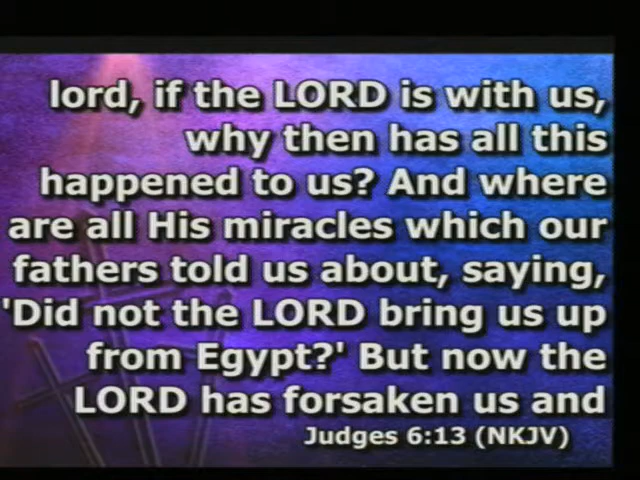 lord, if the LORD is with us,
why then has all this
happened to us? And where
are all His miracles which our
fathers told us about, saying,
'Did not the LORD bring us up
from Egypt?' But now the
LORD has forsaken us and
Judges 6:13 (NKJV)